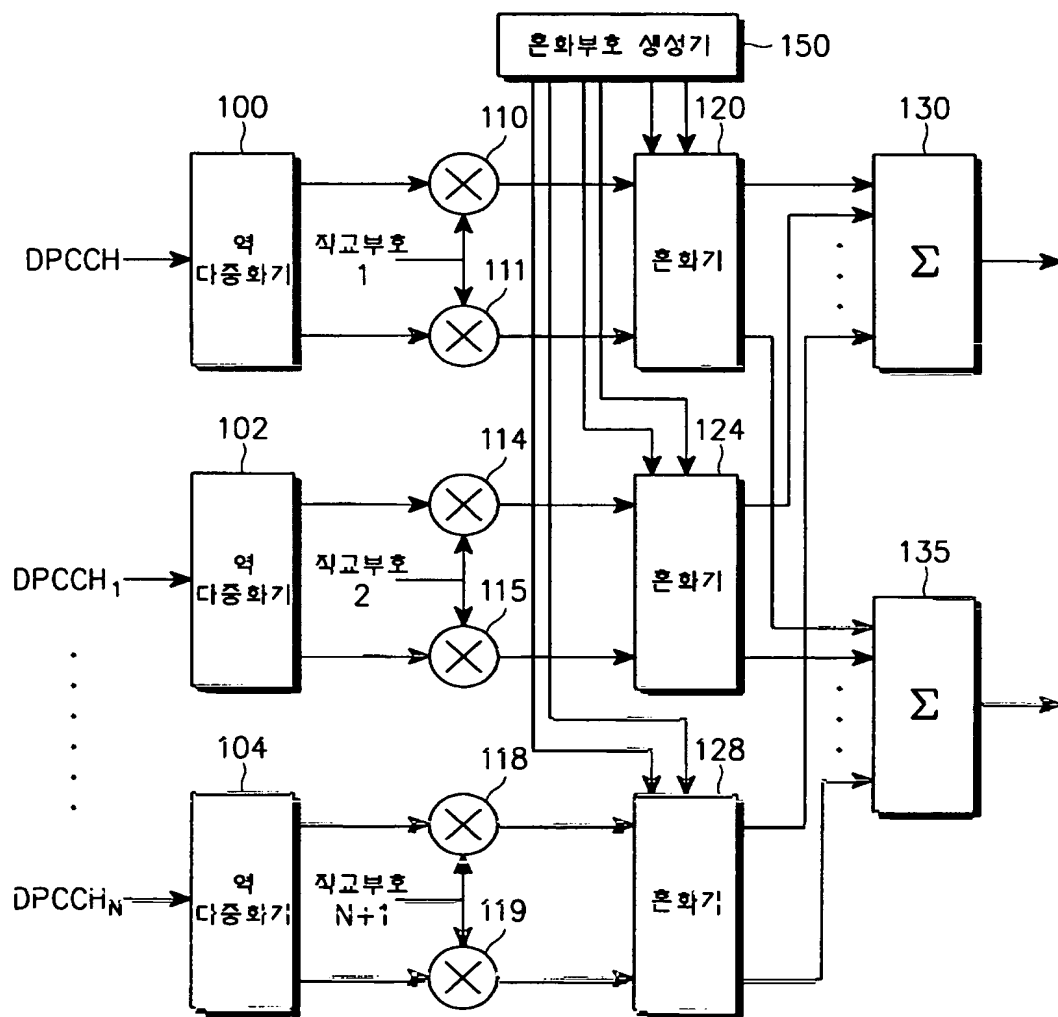 혼화부호 생성기
150
100
110
120
130
DPCCH
역
다중화기
직교부호
1
111
혼화기
Σ
102
114
124
135
DPCCH₁
역
다중화기
직교부호
2
115
혼화기
Σ
104
118
128
DPCCH_N
역
다중화기
직교부호
N+1
119
혼화기